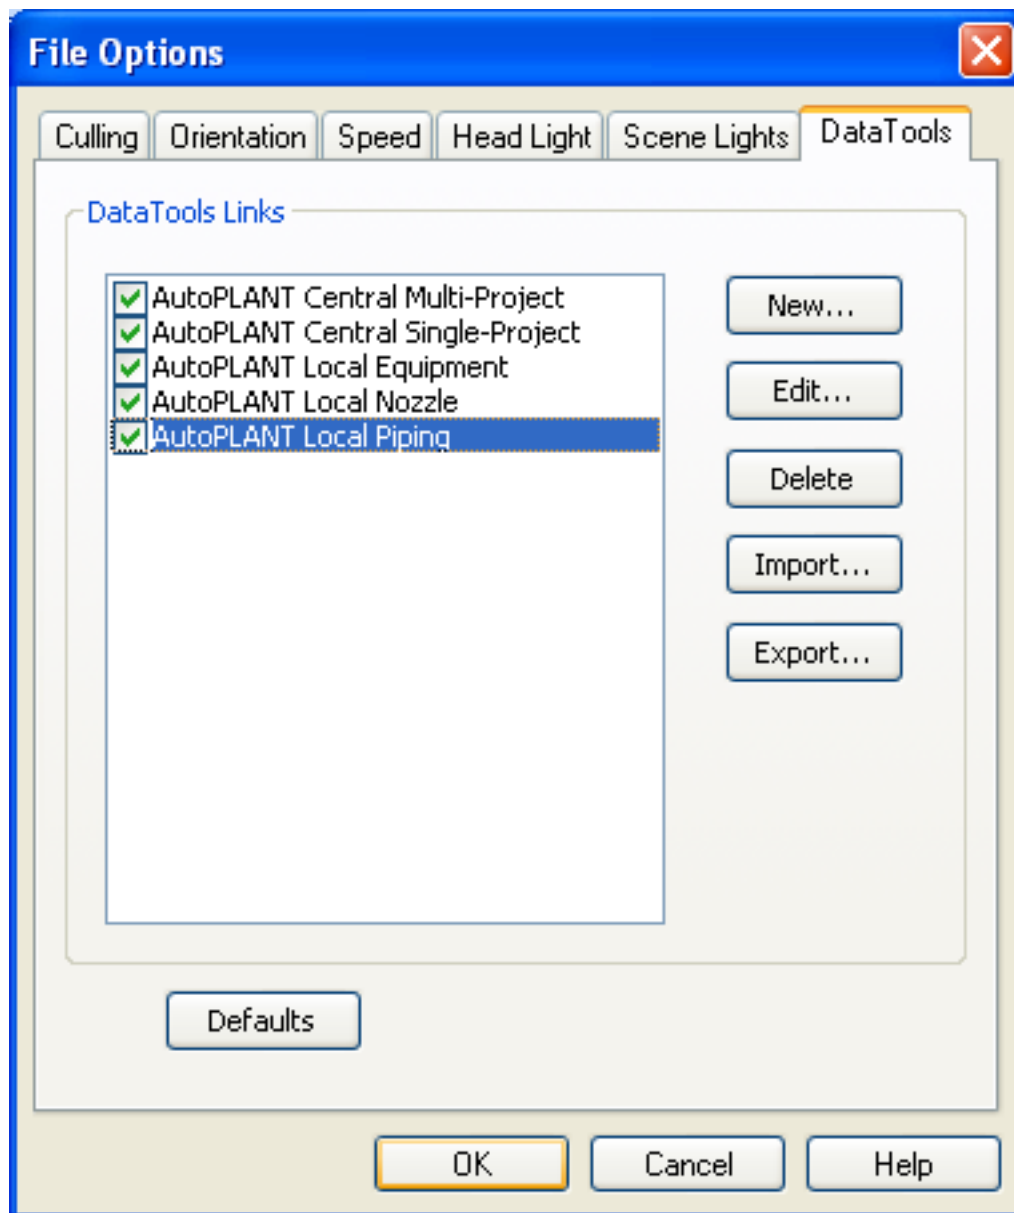 File Options
Culling Orientation Speed Head Light Scene Lights DataTools
DataTools Links
AutoPLANT Central Multi-Project
AutoPLANT Central Single-Project
AutoPLANT Local Equipment
AutoPLANT Local Nozzle
AutoPLANT Local Piping
New...
Edit...
Delete
Import...
Export...
Defaults
OK Cancel Help